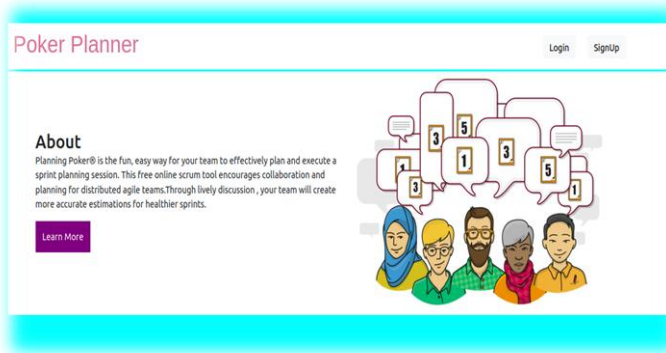 Poker Planner
Login SignUp
About
Planning Poker® is the fun, easy way for your team to effectively plan and execute a
sprint planning session. This free online scrum tool encourages collaboration and
planning for distributed agile teams.Through lively discussion , your team will create
more accurate estimations for healthier sprints.
Learn More
3
5
1
3
1
5
3
1